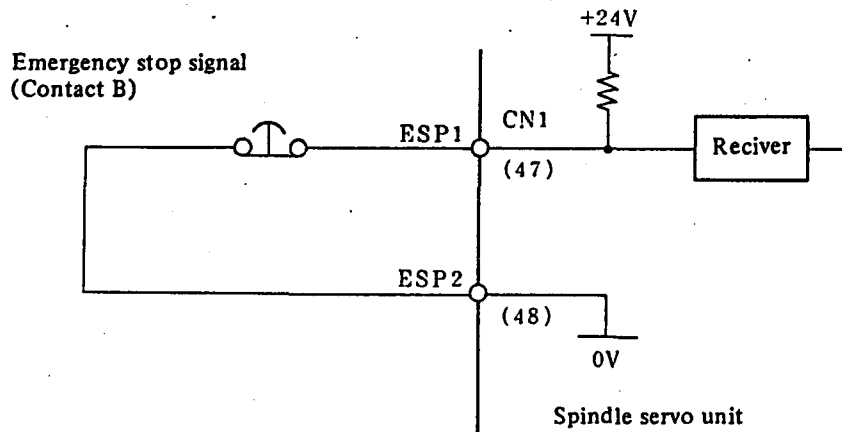 +24V
Emergency stop signal
(Contact B)
ESP1
CN1
(47)
Reciver
ESP2
(48)
0V
Spindle servo unit